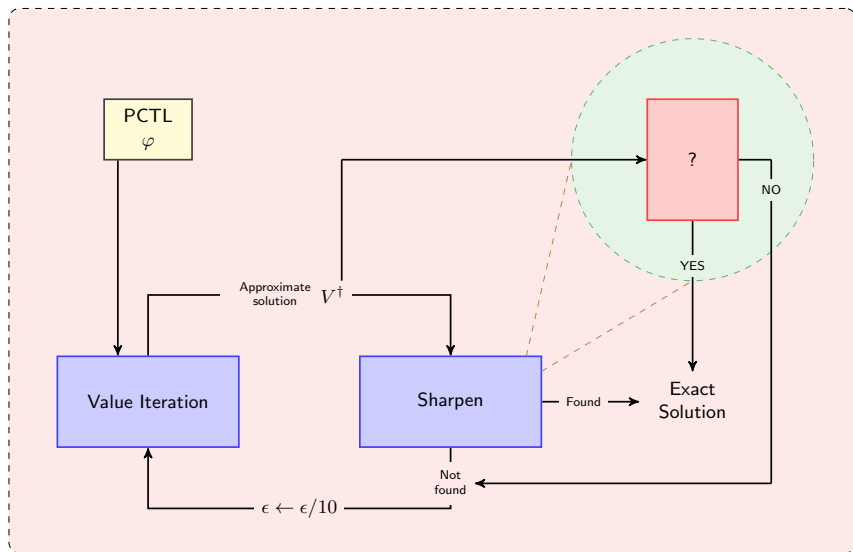 PCTL
φ
?
NO
YES
Approximate
solution V†
Value Iteration
Sharpen
Found
Exact
Solution
Not
found
ϵ ← ϵ/10